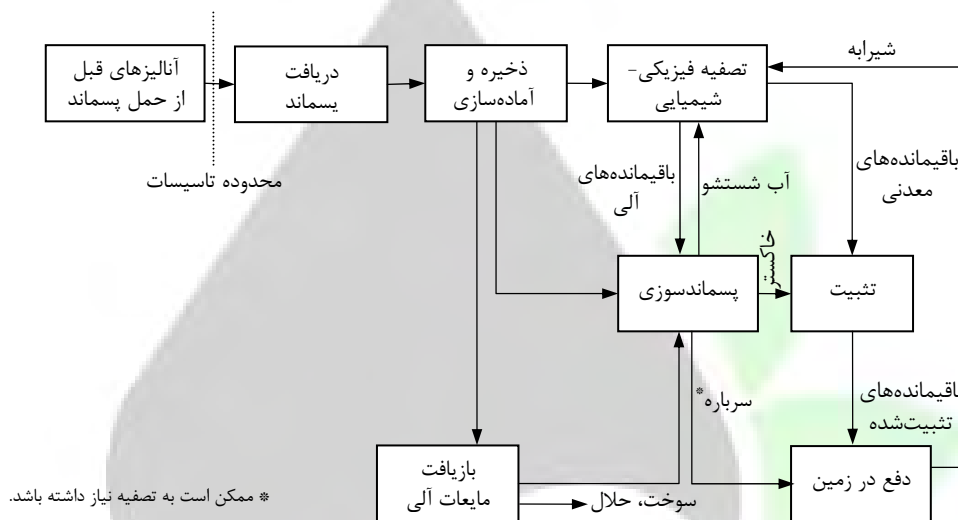 آنالیزهای قبل
از حمل پسماند
دریافت
پسماند
ذخیره و
آماده‌سازی
تصفیه فیزیکی-
شیمیایی
شیرابه
محدوده تاسیسات
باقیمانده‌های
آلی
آب شستشو
باقیمانده‌های
معدنی
خاکستر
پسماندسوزی
تثبیت
سرباره*
باقیمانده‌های
تثبیت‌شده
بازیافت
مایعات آلی
سوخت، حلال
دفع در زمین
* ممکن است به تصفیه نیاز داشته باشد.